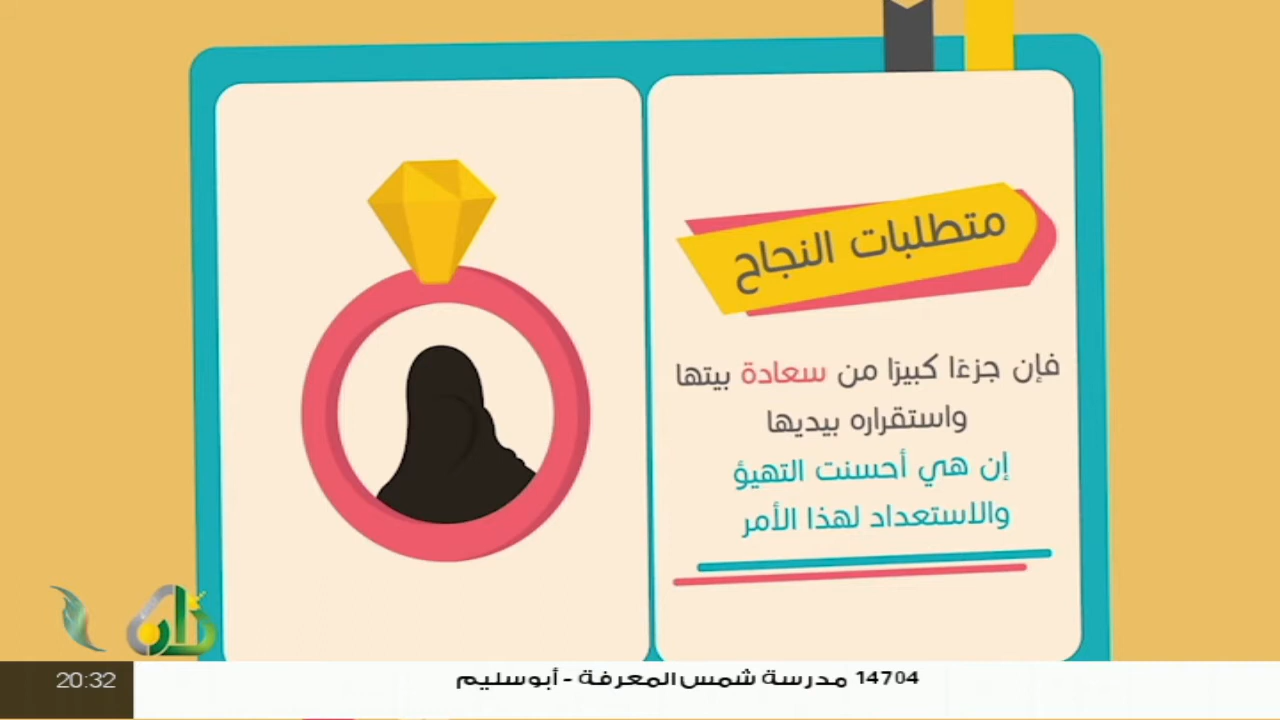 متطلبات النجاح
فإن جزءًا كبيرًا من سعادة بيتها
واستقراره بيديها
إن هي أحسنت التهيؤ
والاستعداد لهذا الأمر
20:32
14704 مدرسة شمس المعرفة - أبوسليم